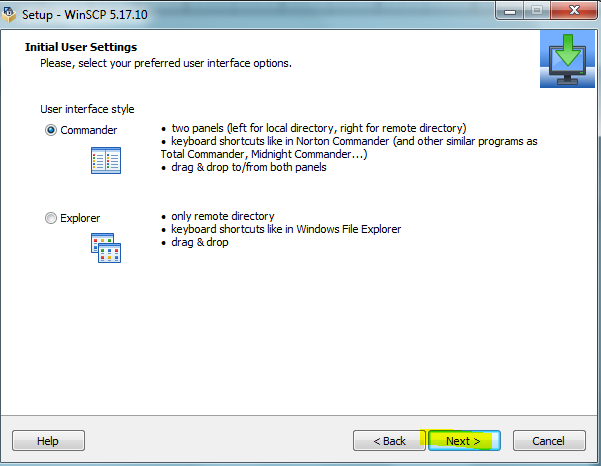 Setup - WinSCP 5.17.10
Initial User Settings
Please, select your preferred user interface options.
User interface style
Commander
• two panels (left for local directory, right for remote directory)
• keyboard shortcuts like in Norton Commander (and other similar programs as
Total Commander, Midnight Commander...)
• drag & drop to/from both panels
Explorer
• only remote directory
• keyboard shortcuts like in Windows File Explorer
• drag & drop
Help
< Back
Next >
Cancel